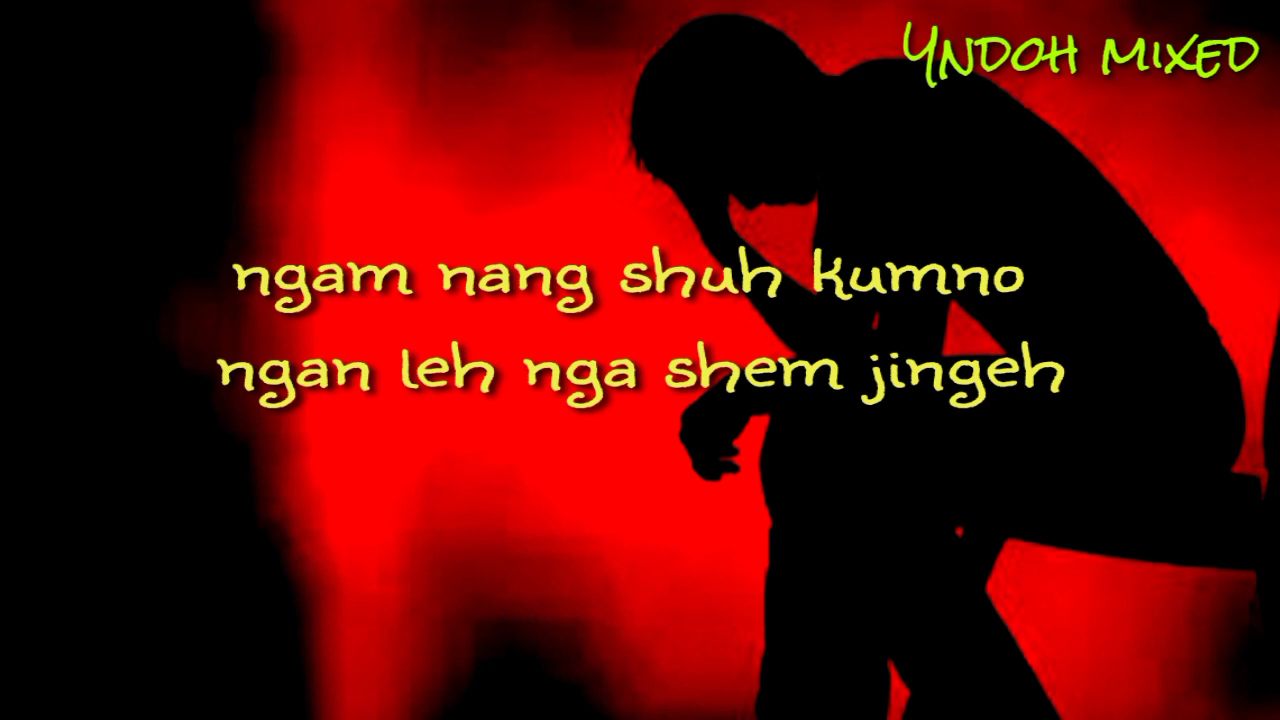 Yndoh mixed
ngam nang shuh kumno
ngan leh nga shem jingeh